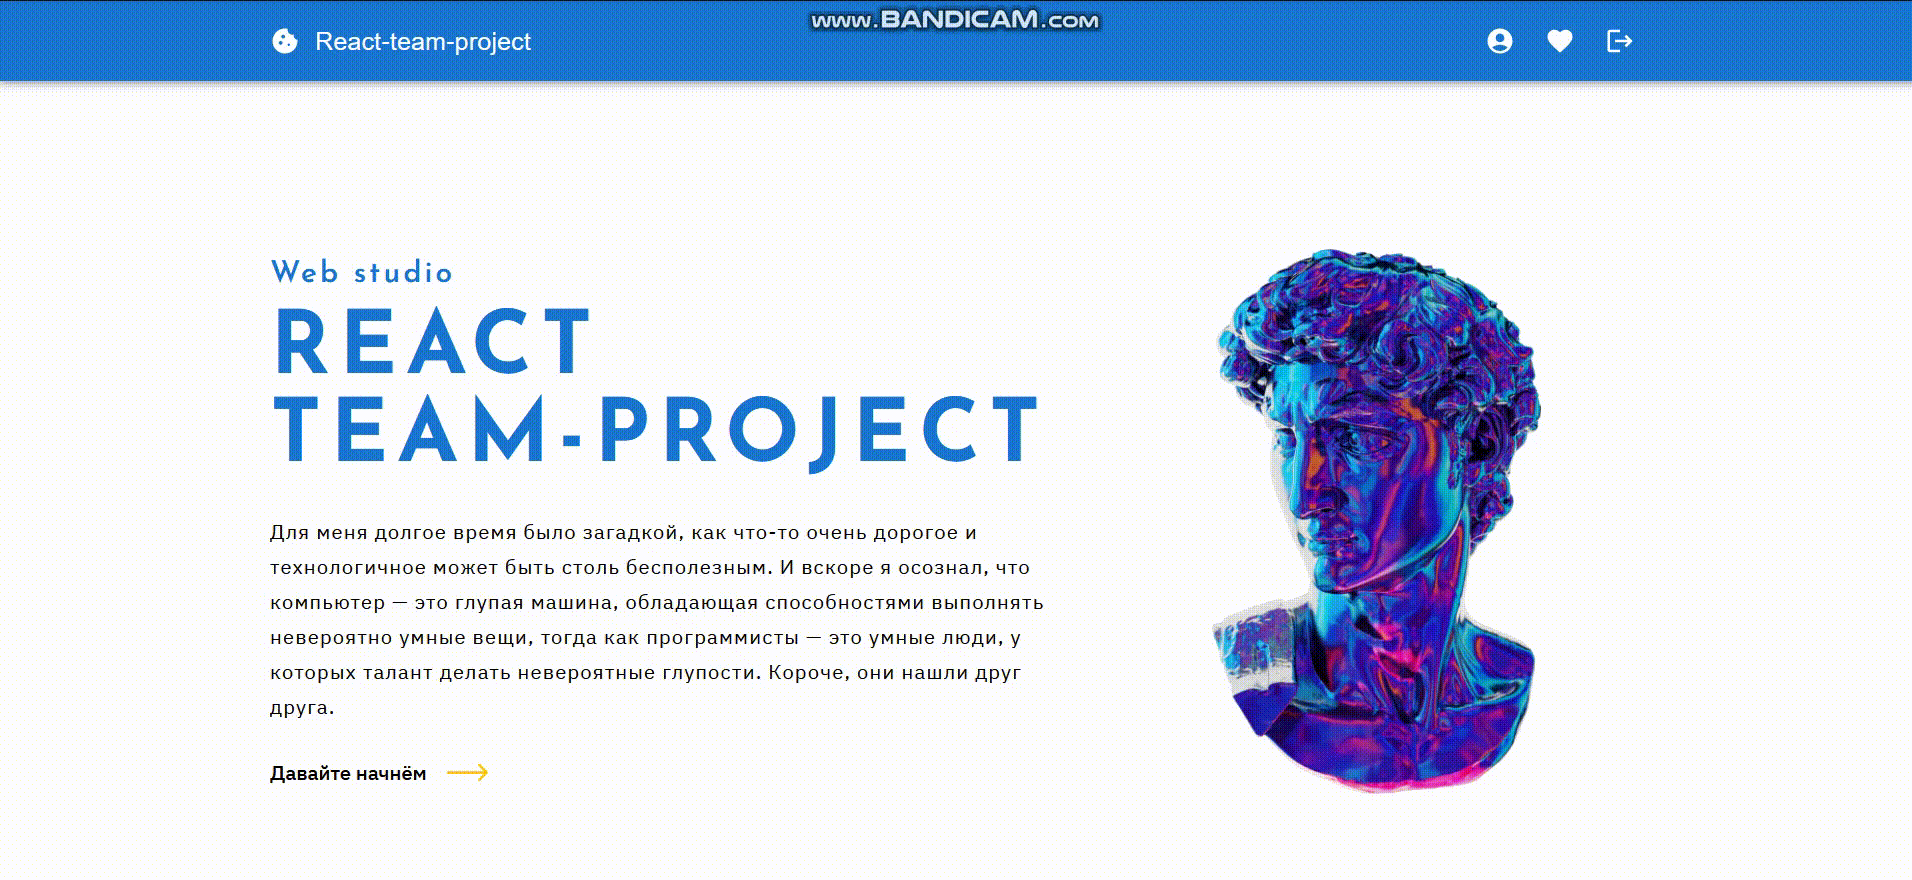 www.BANDICAM.com
React-team-project
Web studio
REACT
TEAM-PROJECT
Для меня долгое время было загадкой, как что-то очень дорогое и
технологичное может быть столь бесполезным. И вскоре я осознал, что
компьютер — это глупая машина, обладающая способностями выполнять
невероятно умные вещи, тогда как программисты — это умные люди, у
которых талант делать невероятные глупости. Короче, они нашли друг
друга.
Давайте начнём